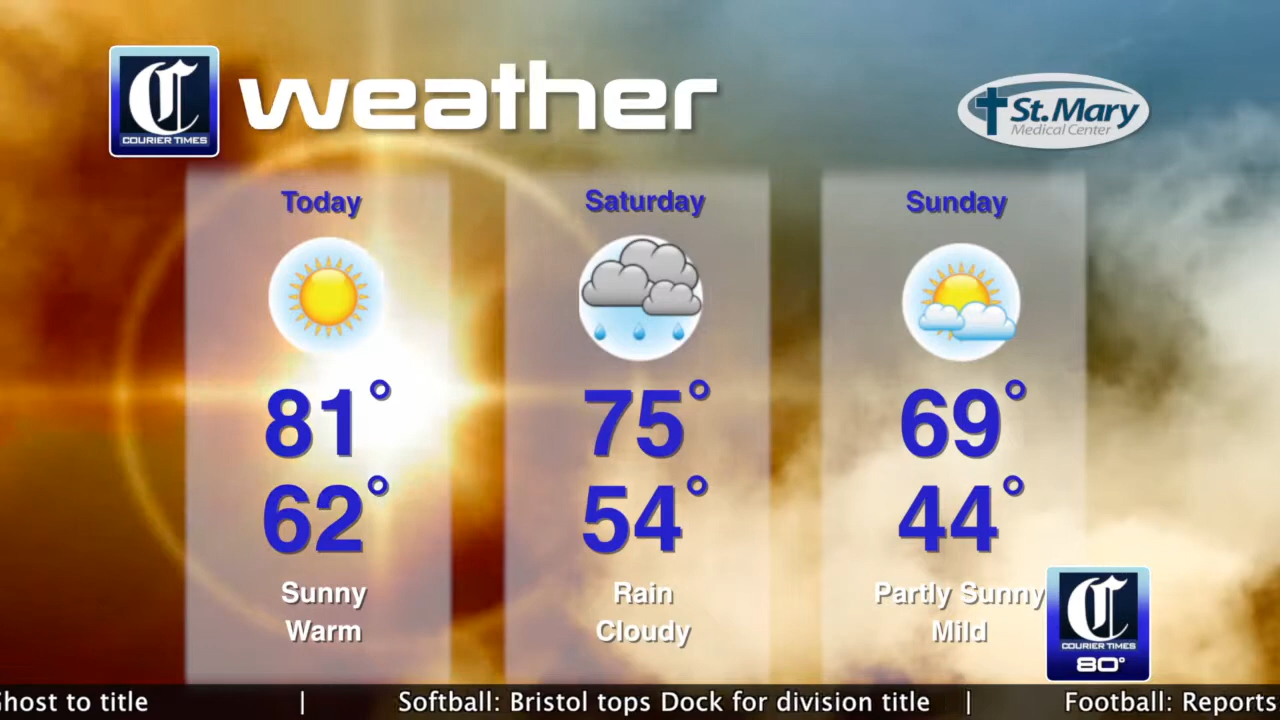 C
COURIER TIMES
weather
St. Mary
Medical Center
Today
81°
62°
Sunny
Warm
Saturday
75°
54°
Rain
Cloudy
Sunday
69°
44°
Partly Sunny
Mild
C
COURIER TIMES
80°
Ghost to title | Softball: Bristol tops Dock for division title | Football: Reports